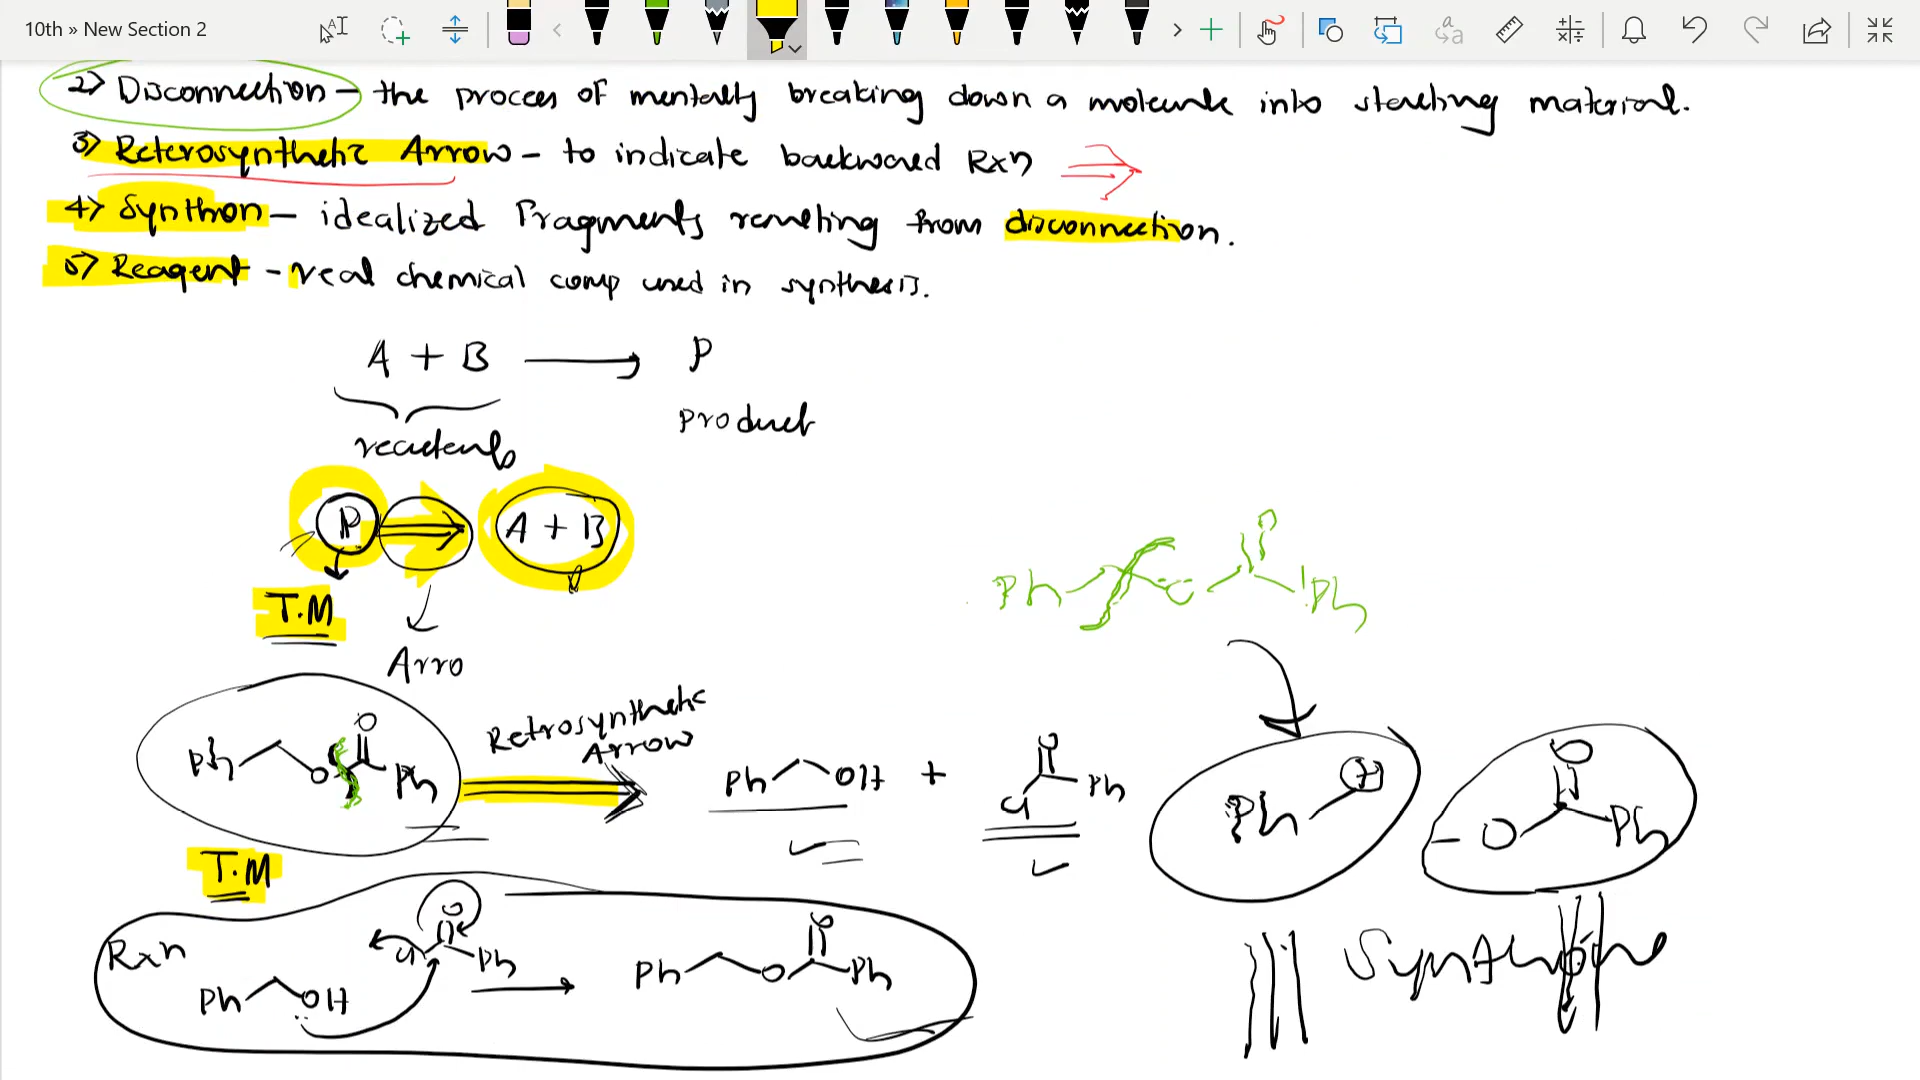 10th » New Section 2
2) Disconnection – the process of mentally breaking down a molecule into starting material.
3) Reterosynthetic Arrow – to indicate backward Rxn
4) Synthon – idealized Fragments resulting from disconnection.
5) Reagent - real chemical comp used in synthesis.
A + B P
product
reactants
P A + B
T.M
Arro
Ph O O Ph
Retrosynthetic
Arrow
Ph O O Ph
Ph OH + Cl O Ph
Ph + - O O Ph
T.M
Rxn
Ph OH Cl O Ph
Ph O O Ph
Synthone